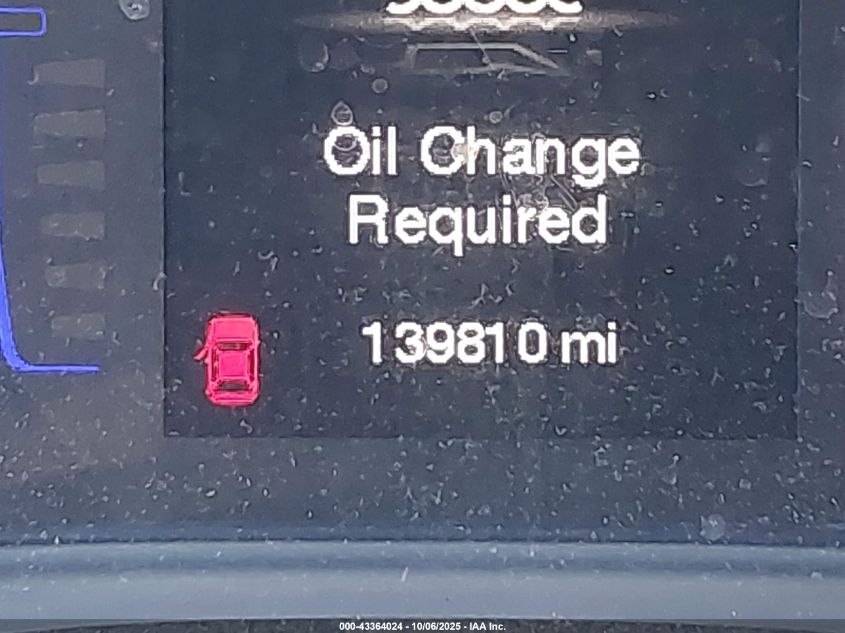 Oil Change
Required
139810 mi
000-43364024 - 10/06/2025 - IAA Inc.